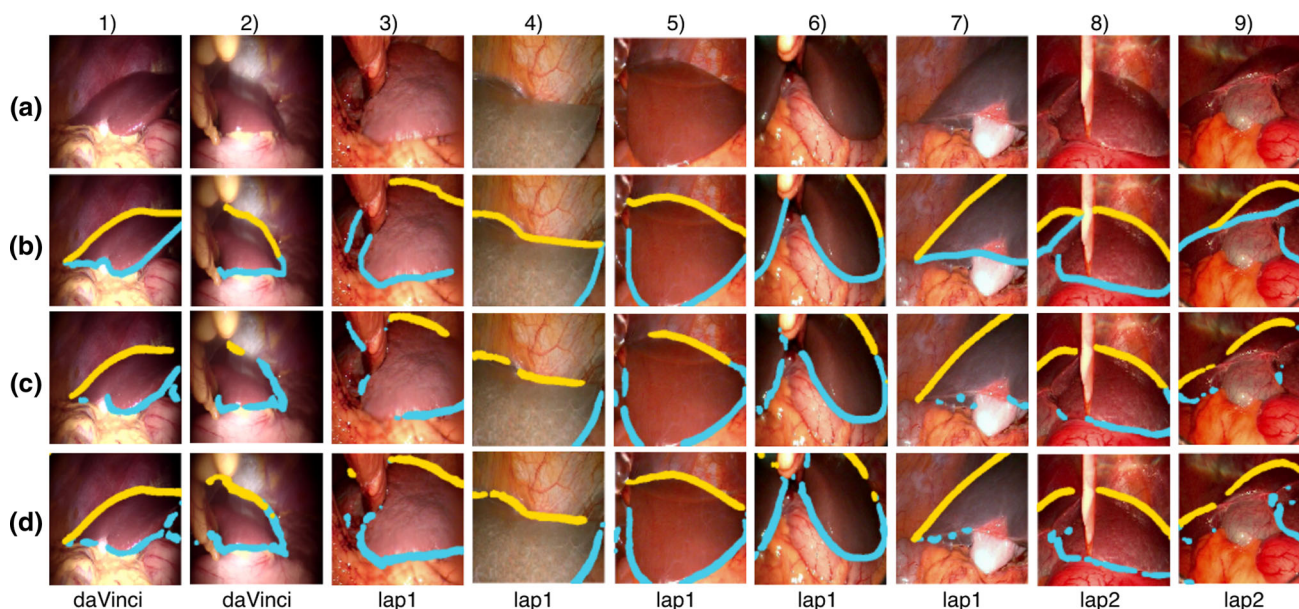 1) 2) 3) 4) 5) 6) 7) 8) 9)
(a)
(b)
(c)
(d)
daVinci daVinci lap1 lap1 lap1 lap1 lap1 lap2 lap2